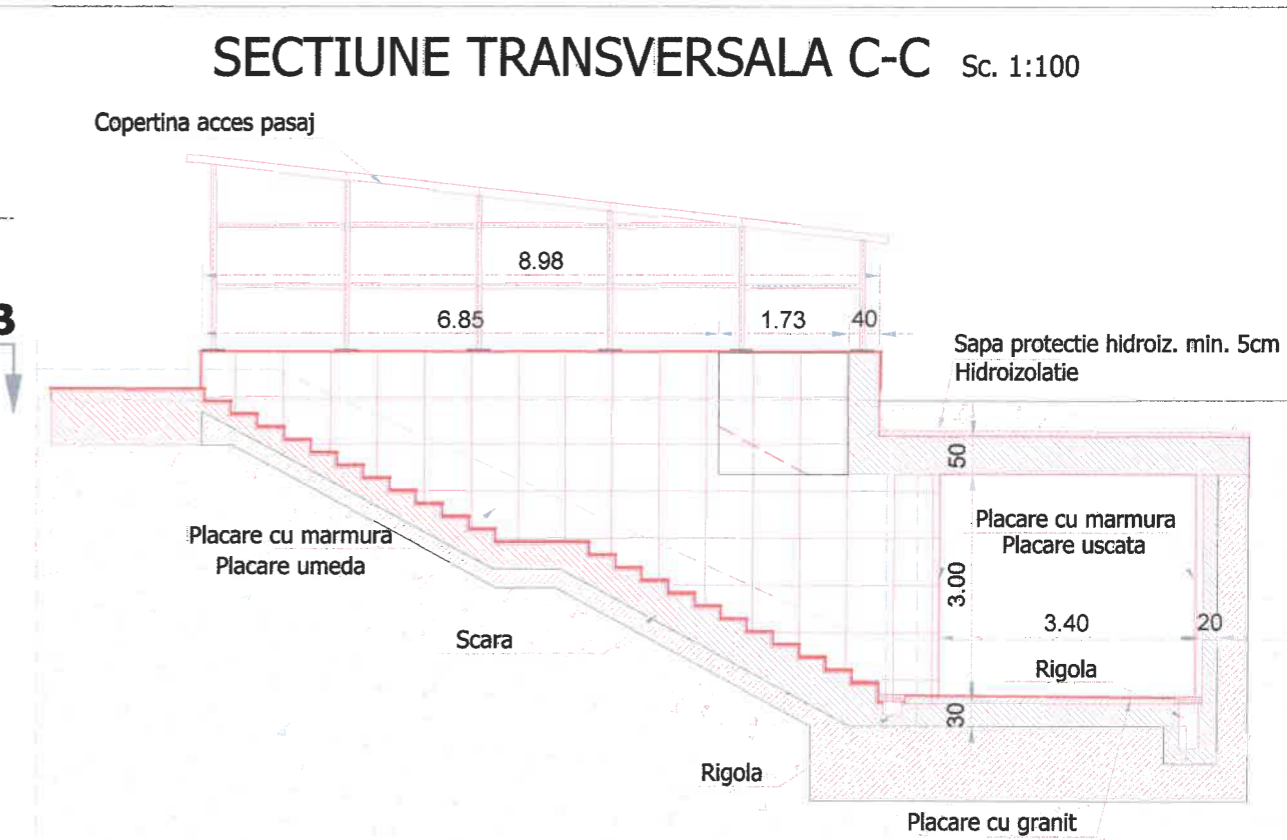 SECTIUNE TRANSVERSALA C-C Sc. 1:100
Copertina acces pasaj
8.98
B
6.85
1.73
40
Sapa protectie hidroiz. min. 5cm
Hidroizolatie
50
Placare cu marmura
Placare umeda
Placare cu marmura
Placare uscata
3.00
3.40
20
Scara
Rigola
30
Rigola
Placare cu granit